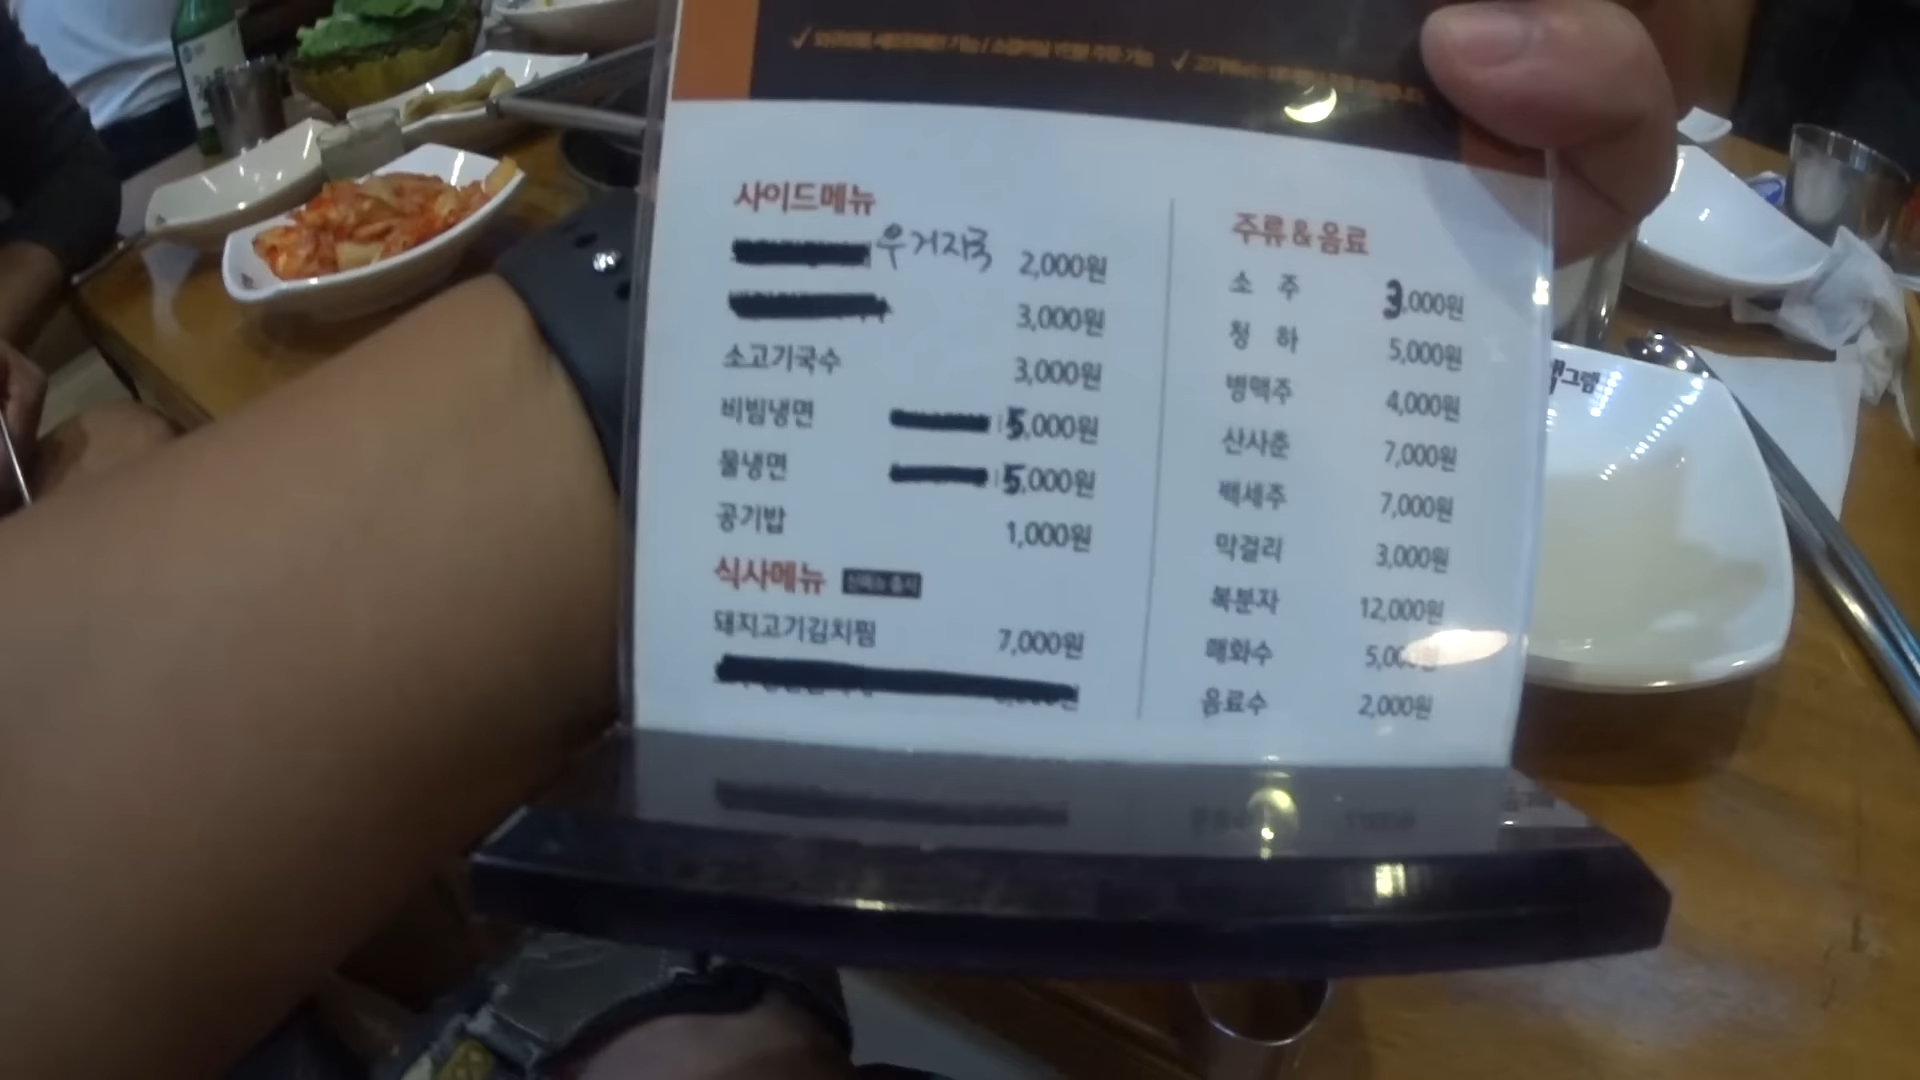 사이드메뉴
우거지국 2,000원
3,000원
소고기국수 3,000원
비빔냉면 5,000원
물냉면 5,000원
공기밥 1,000원
식사메뉴 신메뉴 출시
돼지고기김치찜 7,000원
주류&음료
소 주 3,000원
청 하 5,000원
병맥주 4,000원
산사춘 7,000원
백세주 7,000원
막걸리 3,000원
복분자 12,000원
매화수
음료수 2,000원